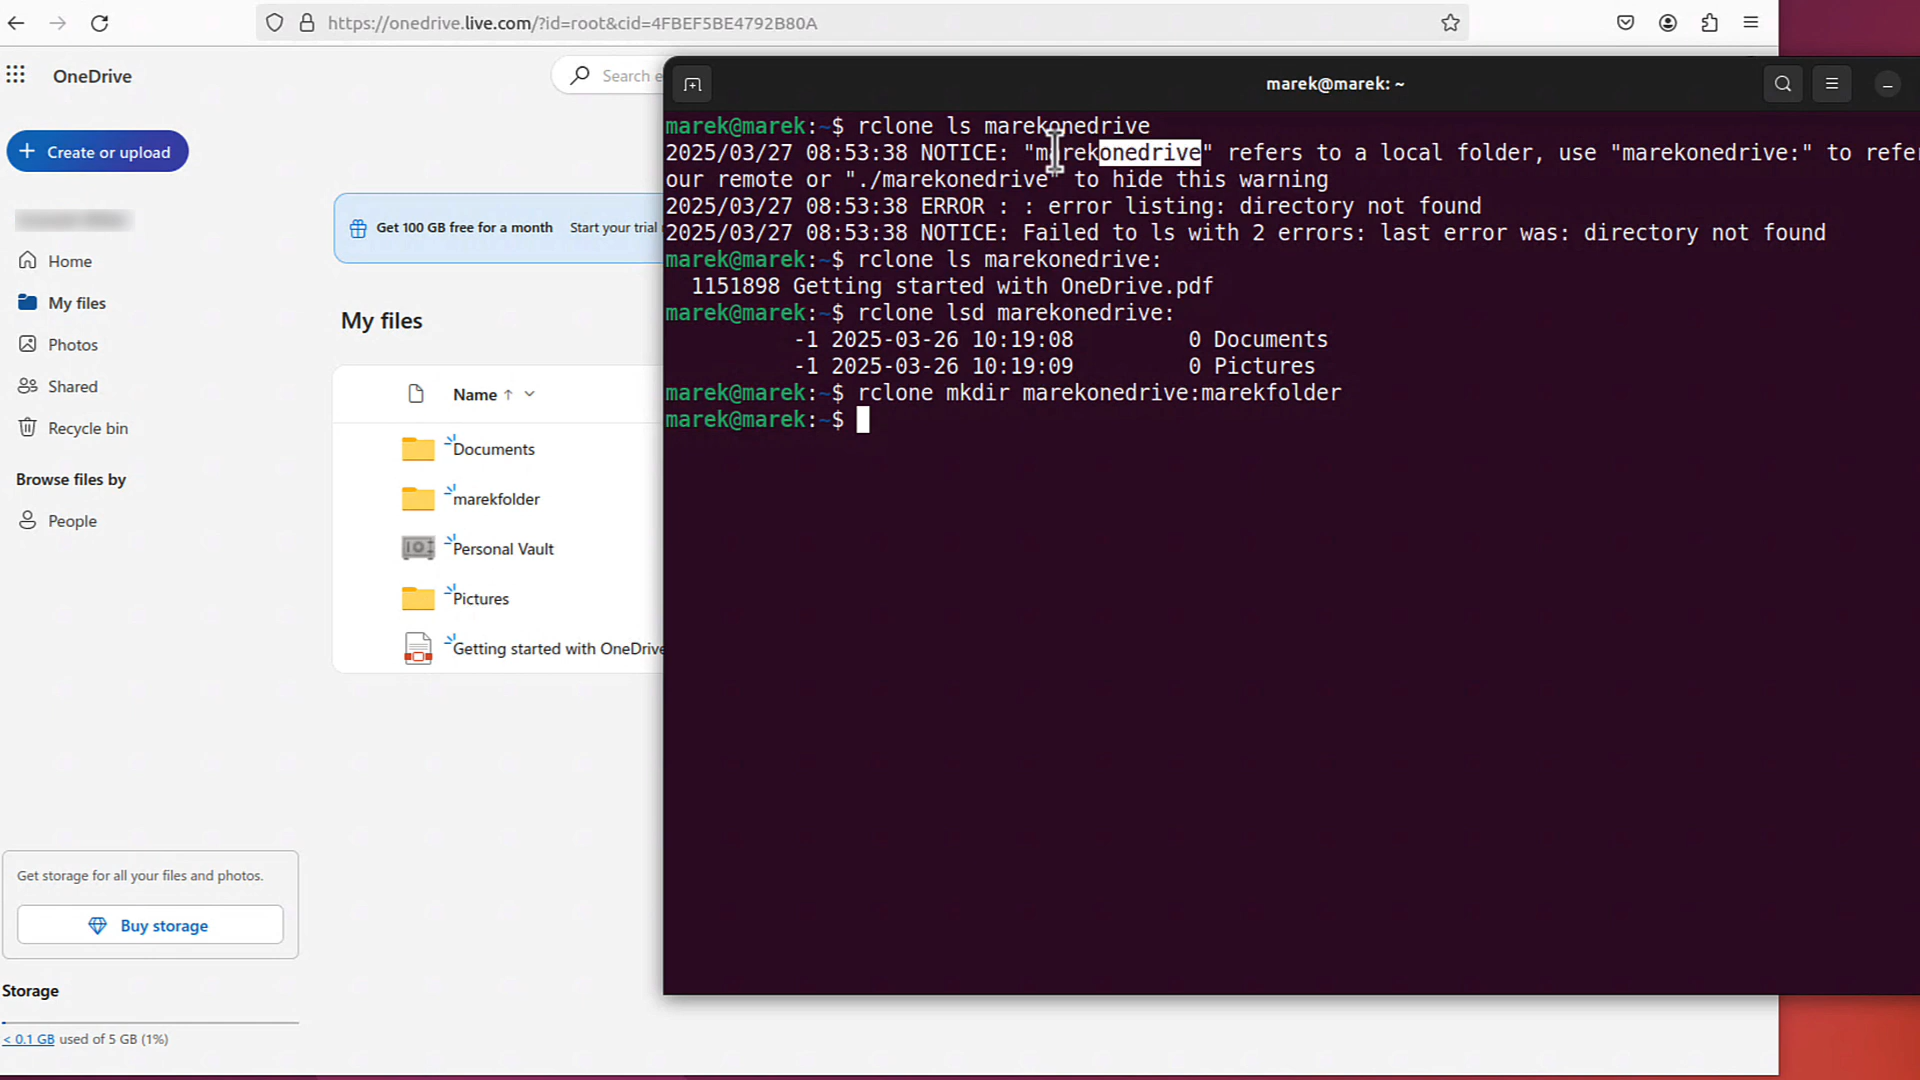 https://onedrive.live.com/?id=root&cid=4FBEF5BE4792B80A
OneDrive
Search e
Create or upload
Home
My files
Photos
Shared
Recycle bin
Browse files by
People
Get storage for all your files and photos.
Buy storage
Storage
< 0.1 GB used of 5 GB (1%)
Get 100 GB free for a month Start your trial
My files
Name
Documents
marekfolder
Personal Vault
Pictures
Getting started with OneDrive
marek@marek: ~
marek@marek:~$ rclone ls marekonedrive
2025/03/27 08:53:38 NOTICE: "marekonedrive" refers to a local folder, use "marekonedrive:" to refe
our remote or "./marekonedrive" to hide this warning
2025/03/27 08:53:38 ERROR : : error listing: directory not found
2025/03/27 08:53:38 NOTICE: Failed to ls with 2 errors: last error was: directory not found
marek@marek:~$ rclone ls marekonedrive:
1151898 Getting started with OneDrive.pdf
marek@marek:~$ rclone lsd marekonedrive:
-1 2025-03-26 10:19:08 0 Documents
-1 2025-03-26 10:19:09 0 Pictures
marek@marek:~$ rclone mkdir marekonedrive:marekfolder
marek@marek:~$